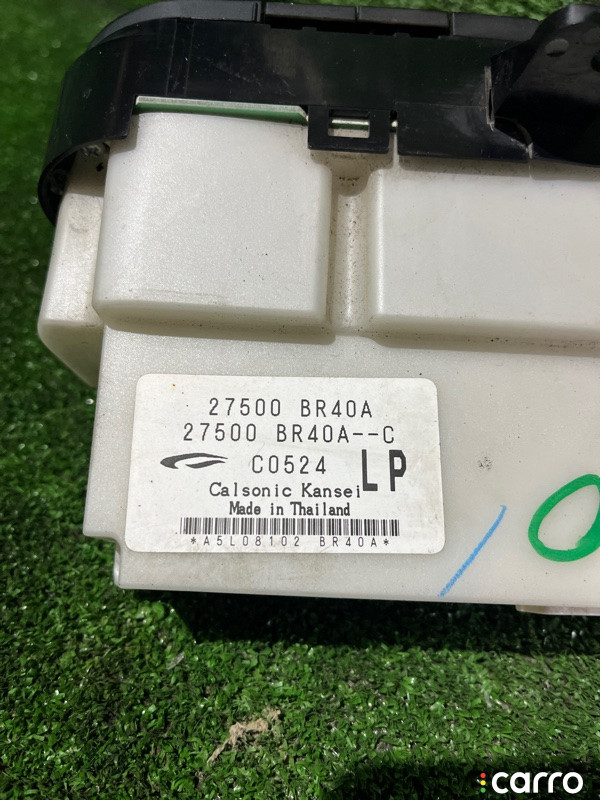 27500 BR40A
27500 BR40A--C
C0524 LP
Calsonic Kansei
Made in Thailand
*A5L08102 BR40A*
carro